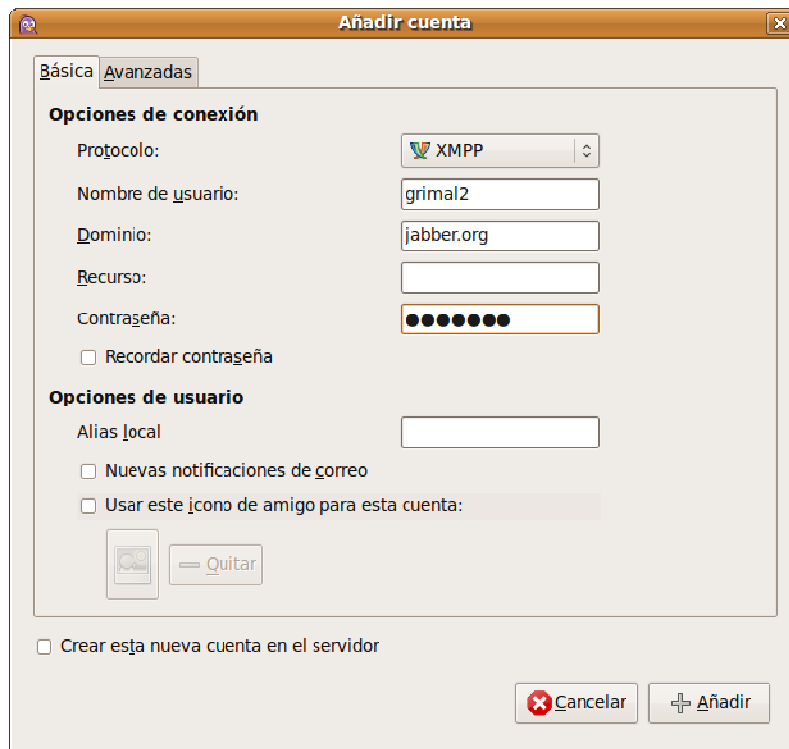 Añadir cuenta
Básica Avanzadas
Opciones de conexión
Protocolo: XMPP
Nombre de usuario: grimal2
Dominio: jabber.org
Recurso:
Contraseña: ●●●●●●●
Recordar contraseña
Opciones de usuario
Alias local
Nuevas notificaciones de correo
Usar este icono de amigo para esta cuenta:
Quitar
Crear esta nueva cuenta en el servidor
Cancelar Añadir